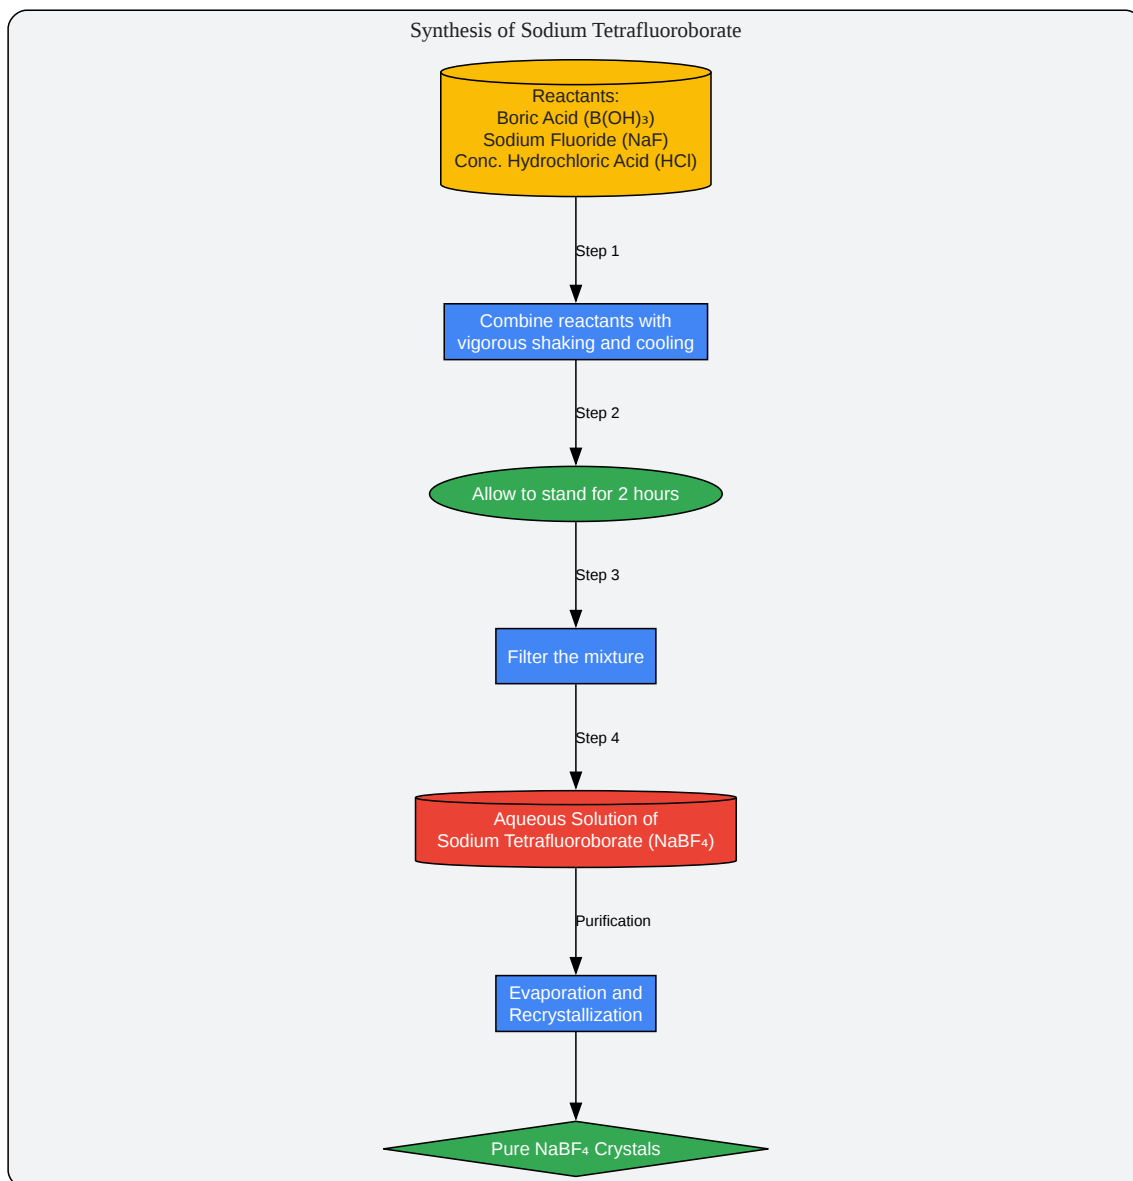 Synthesis of Sodium Tetrafluoroborate
Reactants:
Boric Acid (B(OH)₃)
Sodium Fluoride (NaF)
Conc. Hydrochloric Acid (HCl)
Step 1
Combine reactants with
vigorous shaking and cooling
Step 2
Allow to stand for 2 hours
Step 3
Filter the mixture
Step 4
Aqueous Solution of
Sodium Tetrafluoroborate (NaBF₄)
Purification
Evaporation and
Recrystallization
Pure NaBF₄ Crystals